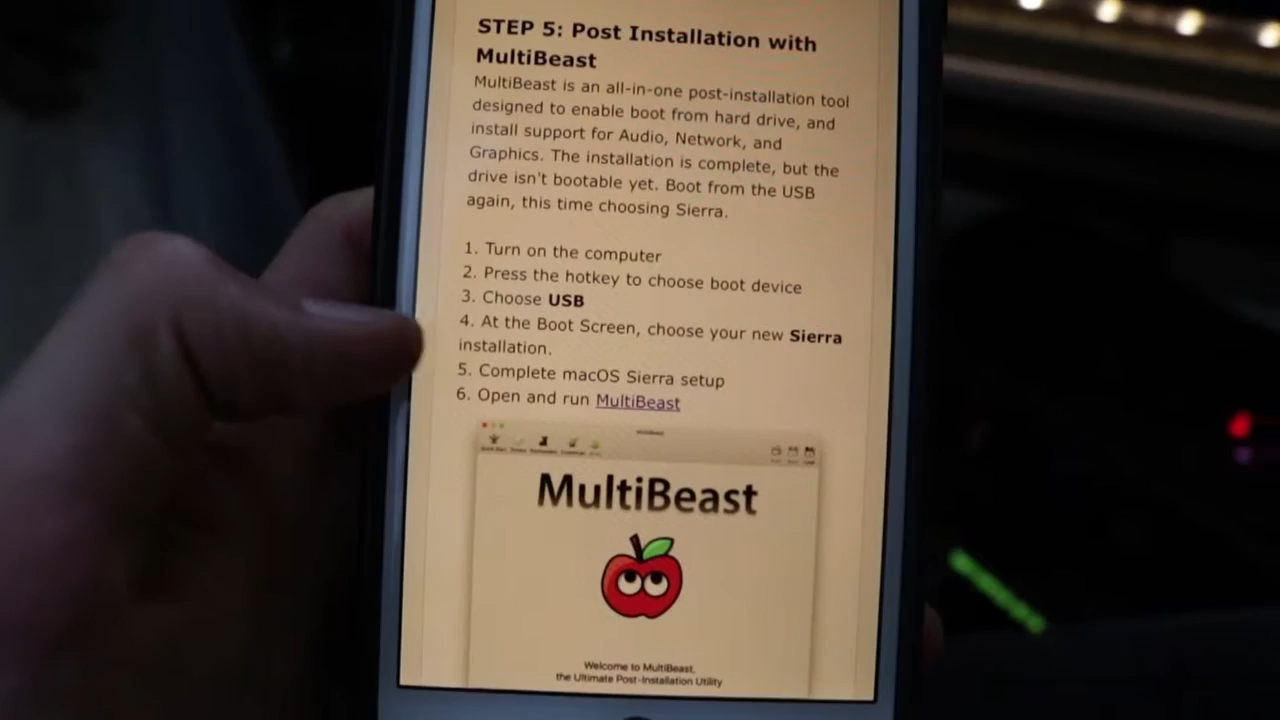 STEP 5: Post Installation with
MultiBeast
MultiBeast is an all-in-one post-installation tool
designed to enable boot from hard drive, and
install support for Audio, Network, and
Graphics. The installation is complete, but the
drive isn't bootable yet. Boot from the USB
again, this time choosing Sierra.
1. Turn on the computer
2. Press the hotkey to choose boot device
3. Choose USB
4. At the Boot Screen, choose your new Sierra
installation.
5. Complete macOS Sierra setup
6. Open and run MultiBeast
MultiBeast
Welcome to MultiBeast,
the Ultimate Post-Installation Utility